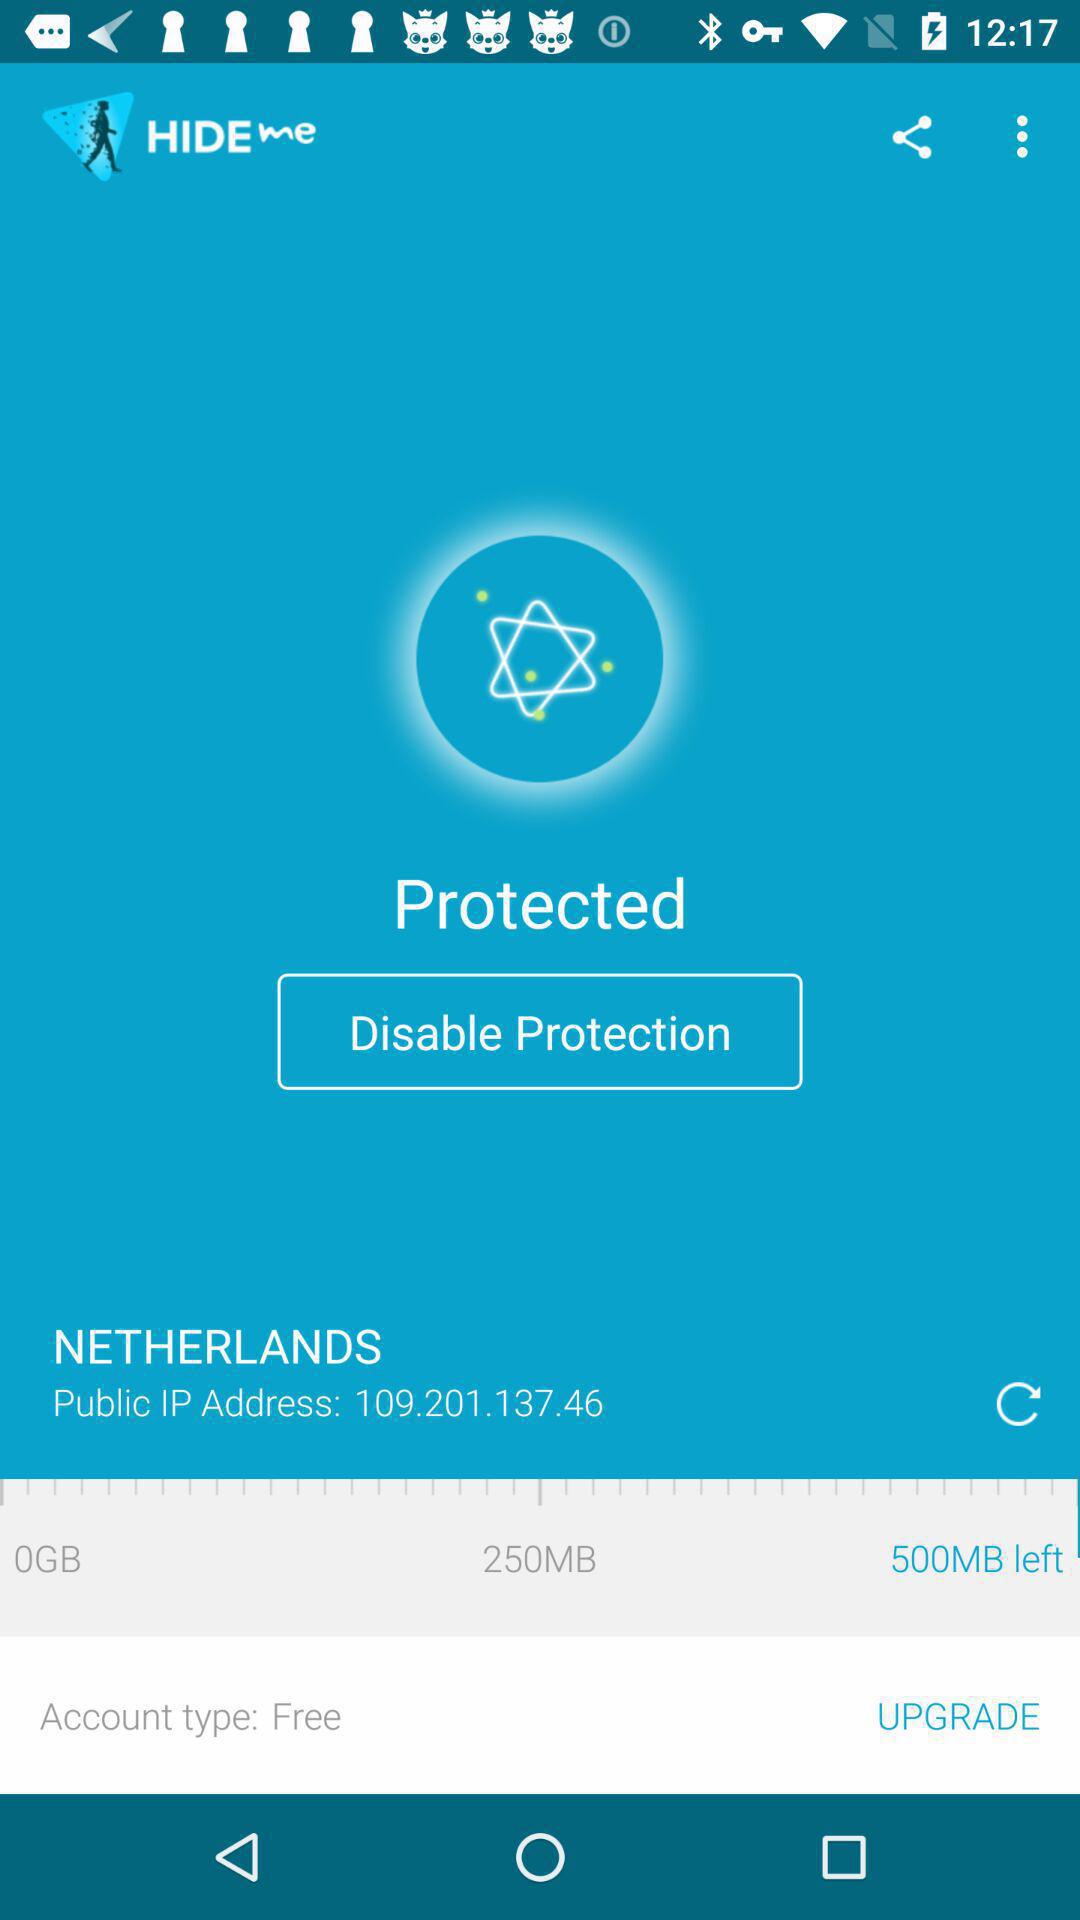 12:17
HIDE me
Protected
Disable Protection
NETHERLANDS
Public IP Address: 109.201.137.46
0GB 250MB 500MB left
Account type: Free UPGRADE